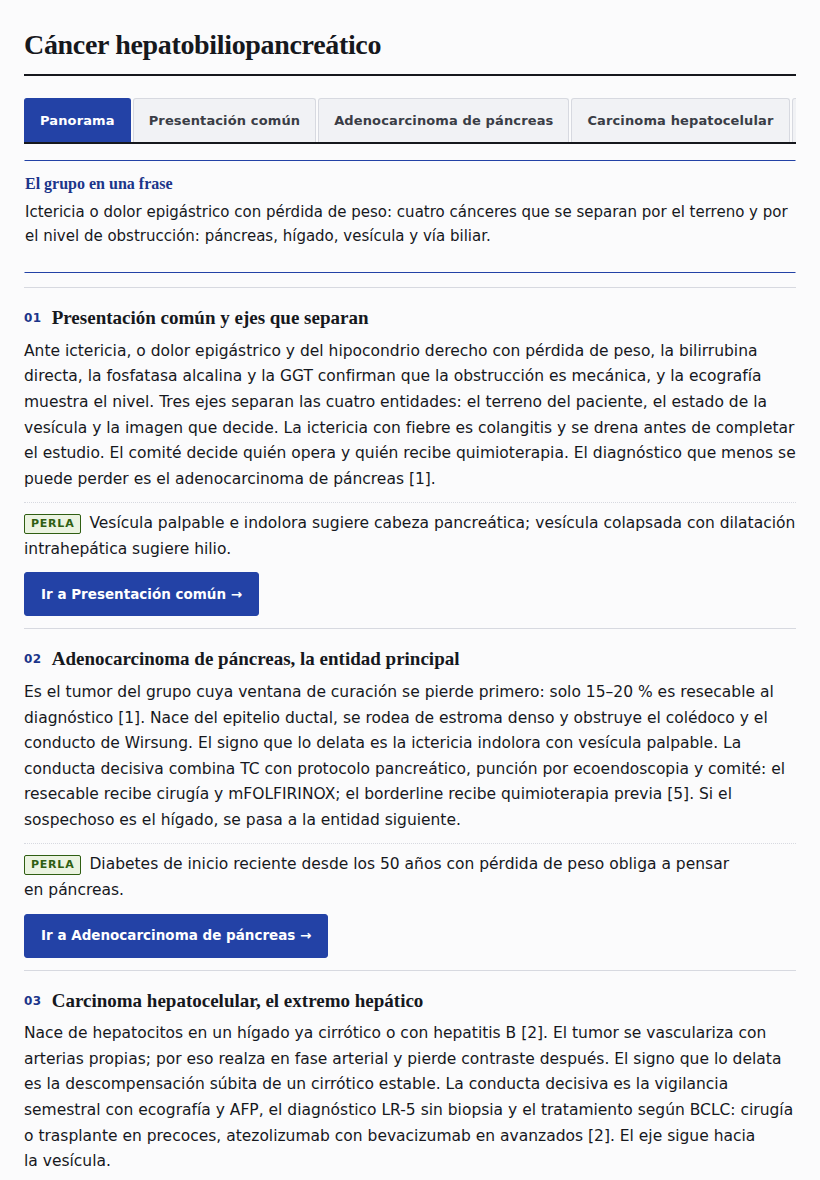 Cáncer hepatobiliopancreático
Panorama
Presentación común
Adenocarcinoma de páncreas
Carcinoma hepatocelular
El grupo en una frase
Ictericia o dolor epigástrico con pérdida de peso: cuatro cánceres que se separan por el terreno y por
el nivel de obstrucción: páncreas, hígado, vesícula y vía biliar.
01 Presentación común y ejes que separan
Ante ictericia, o dolor epigástrico y del hipocondrio derecho con pérdida de peso, la bilirrubina
directa, la fosfatasa alcalina y la GGT confirman que la obstrucción es mecánica, y la ecografía
muestra el nivel. Tres ejes separan las cuatro entidades: el terreno del paciente, el estado de la
vesícula y la imagen que decide. La ictericia con fiebre es colangitis y se drena antes de completar
el estudio. El comité decide quién opera y quién recibe quimioterapia. El diagnóstico que menos se
puede perder es el adenocarcinoma de páncreas [1].
PERLA Vesícula palpable e indolora sugiere cabeza pancreática; vesícula colapsada con dilatación
intrahepática sugiere hilio.
Ir a Presentación común →
02 Adenocarcinoma de páncreas, la entidad principal
Es el tumor del grupo cuya ventana de curación se pierde primero: solo 15–20 % es resecable al
diagnóstico [1]. Nace del epitelio ductal, se rodea de estroma denso y obstruye el colédoco y el
conducto de Wirsung. El signo que lo delata es la ictericia indolora con vesícula palpable. La
conducta decisiva combina TC con protocolo pancreático, punción por ecoendoscopia y comité: el
resecable recibe cirugía y mFOLFIRINOX; el borderline recibe quimioterapia previa [5]. Si el
sospechoso es el hígado, se pasa a la entidad siguiente.
PERLA Diabetes de inicio reciente desde los 50 años con pérdida de peso obliga a pensar
en páncreas.
Ir a Adenocarcinoma de páncreas →
03 Carcinoma hepatocelular, el extremo hepático
Nace de hepatocitos en un hígado ya cirrótico o con hepatitis B [2]. El tumor se vasculariza con
arterias propias; por eso realza en fase arterial y pierde contraste después. El signo que lo delata
es la descompensación súbita de un cirrótico estable. La conducta decisiva es la vigilancia
semestral con ecografía y AFP, el diagnóstico LR-5 sin biopsia y el tratamiento según BCLC: cirugía
o trasplante en precoces, atezolizumab con bevacizumab en avanzados [2]. El eje sigue hacia
la vesícula.